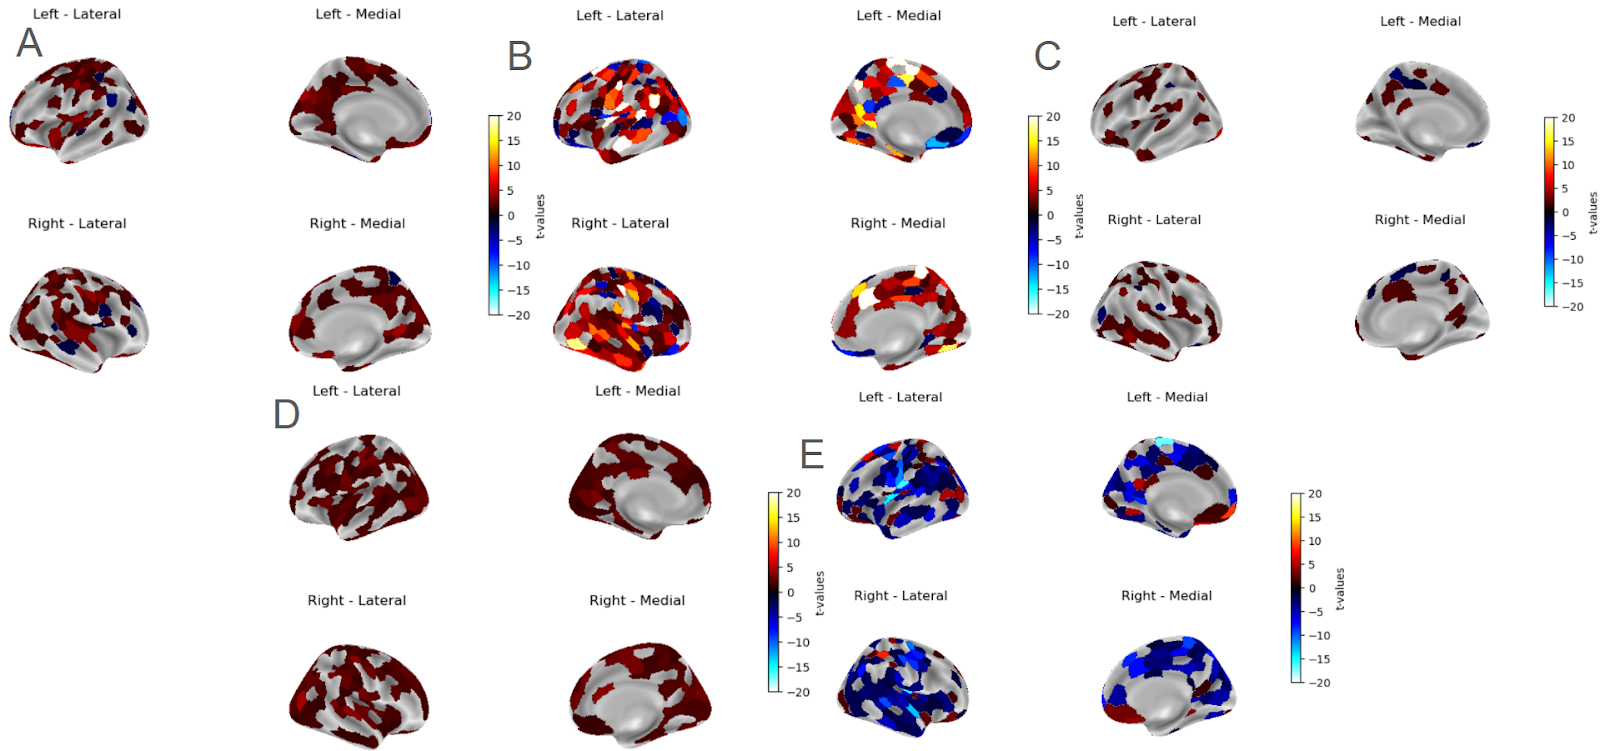 A
Left - Lateral
Left - Medial
Right - Lateral
Right - Medial
20
15
10
5
0
−5
−10
−15
−20
t-values
B
Left - Lateral
Left - Medial
Right - Lateral
Right - Medial
20
15
10
5
0
−5
−10
−15
−20
t-values
C
Left - Lateral
Left - Medial
Right - Lateral
Right - Medial
20
15
10
5
0
−5
−10
−15
−20
t-values
D
Left - Lateral
Left - Medial
Right - Lateral
Right - Medial
20
15
10
5
0
−5
−10
−15
−20
t-values
E
Left - Lateral
Left - Medial
Right - Lateral
Right - Medial
20
15
10
5
0
−5
−10
−15
−20
t-values